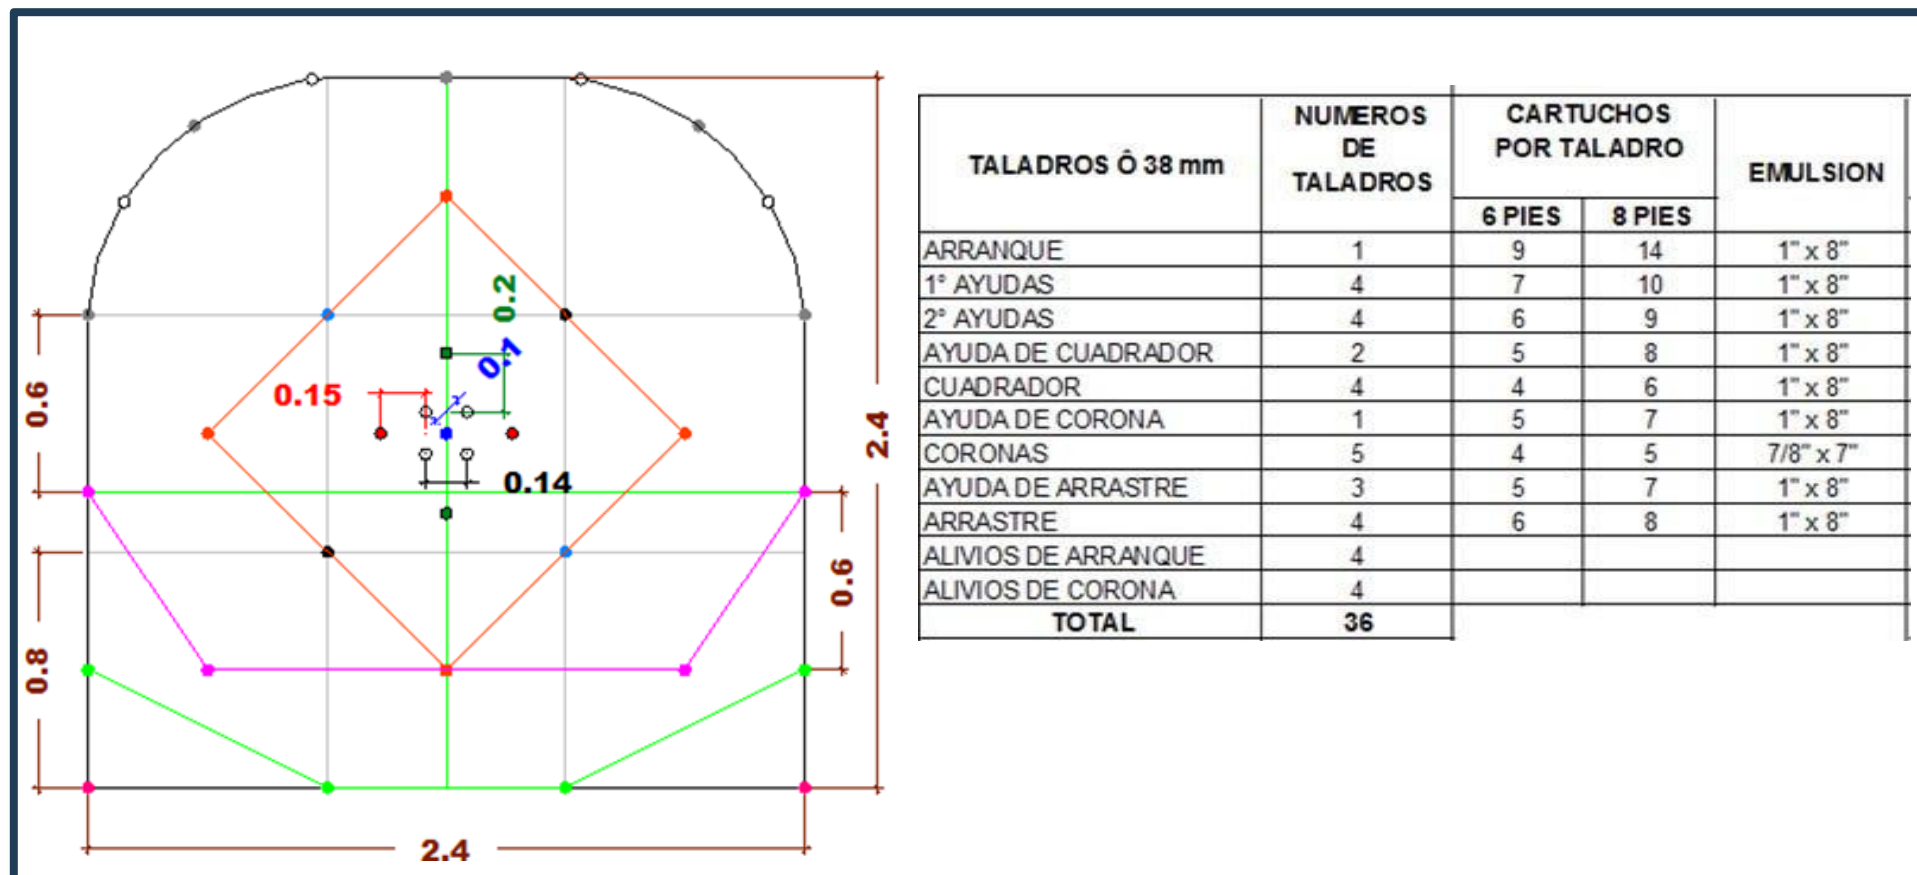 0.2
0.1
0.15
0.6
2.4
0.14
0.6
0.8
2.4
TALADROS Ô 38 mm
NUMEROS
DE
TALADROS
CARTUCHOS
POR TALADRO
EMULSION
6 PIES 8 PIES
ARRANQUE 1 9 14 1" x 8"
1° AYUDAS 4 7 10 1" x 8"
2° AYUDAS 4 6 9 1" x 8"
AYUDA DE CUADRADOR 2 5 8 1" x 8"
CUADRADOR 4 4 6 1" x 8"
AYUDA DE CORONA 1 5 7 1" x 8"
CORONAS 5 4 5 7/8" x 7"
AYUDA DE ARRASTRE 3 5 7 1" x 8"
ARRASTRE 4 6 8 1" x 8"
ALIVIOS DE ARRANQUE 4
ALIVIOS DE CORONA 4
TOTAL 36